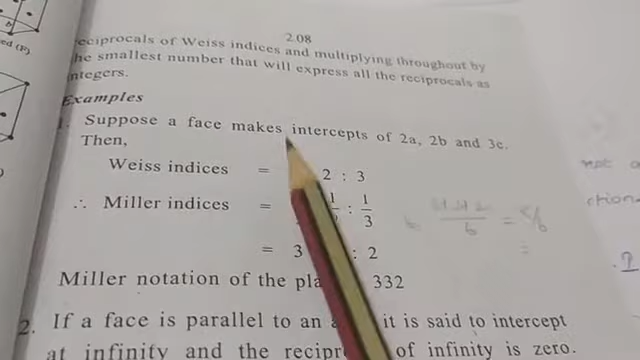 2.08
reciprocals of Weiss indices and multiplying throughout by
the smallest number that will express all the reciprocals as
integers.
Examples
1. Suppose a face makes intercepts of 2a, 2b and 3c.
Then,
Weiss indices = 2 : 3
∴ Miller indices = : 1/3
= 3 : 2
Miller notation of the 332
2. If a face is parallel to an it is said to intercept
at infinity and the of infinity is zero.